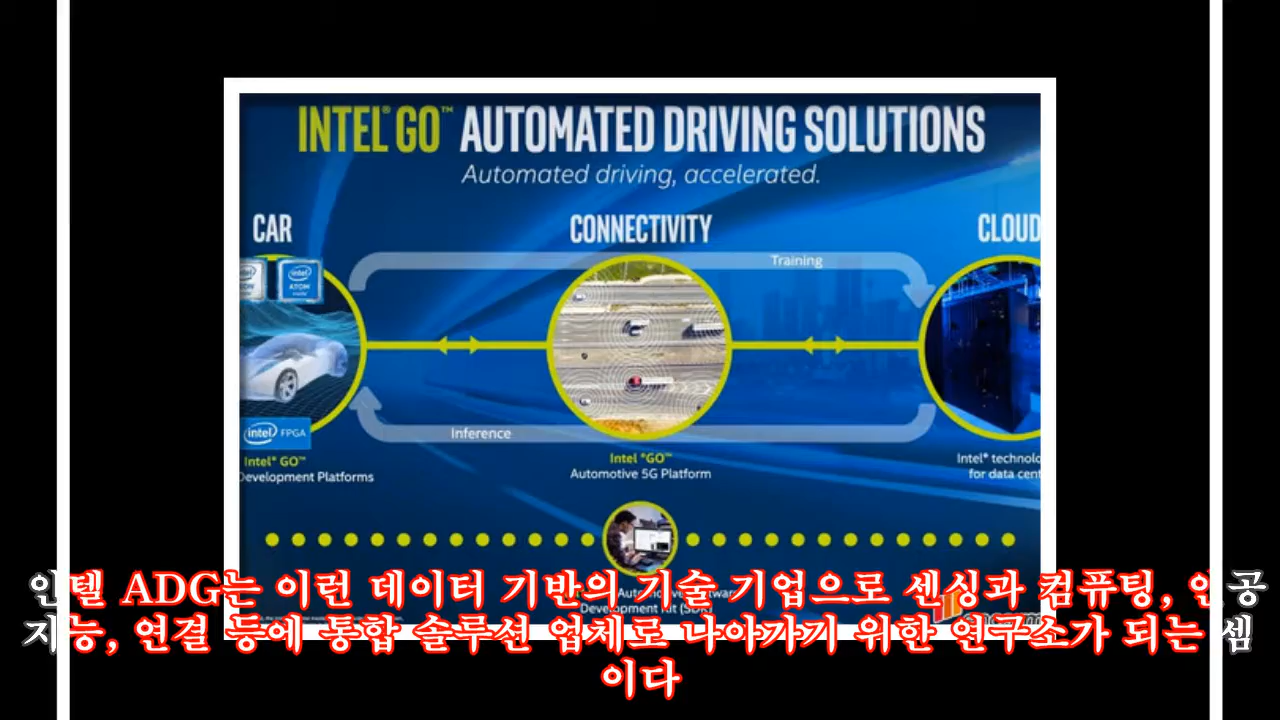 INTEL® GO™ AUTOMATED DRIVING SOLUTIONS
Automated driving, accelerated.
CAR
CONNECTIVITY
CLOUD
Training
intel
ATOM
inside
intel FPGA
Inference
Intel® GO™
Development Platforms
Intel® GO™
Automotive 5G Platform
Intel®
for data
Development Kit (SDK)
인텔 ADG는 이런 데이터 기반의 기술 기업으로 센싱과 컴퓨팅, 인공
지능, 연결 등에 통합 솔루션 업체로 나아가기 위한 연구소가 되는 셈
이다